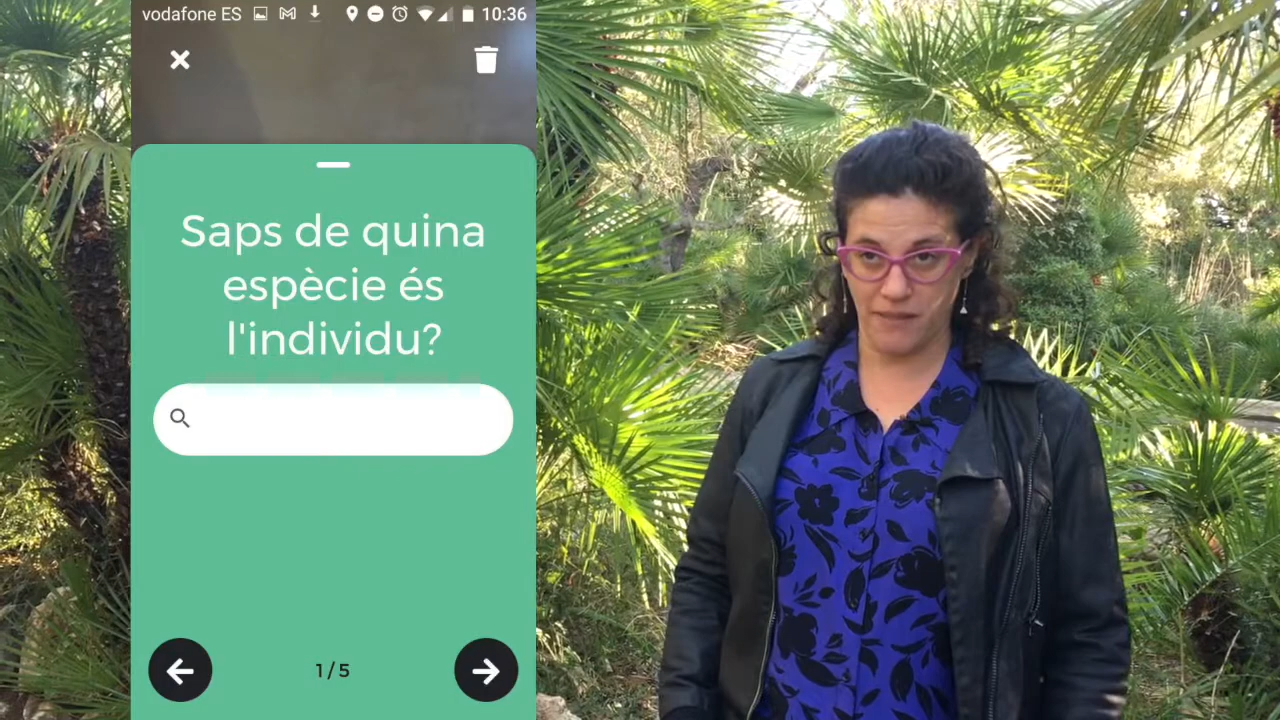 vodafone ES
10:36
Saps de quina
espècie és
l'individu?
1/5